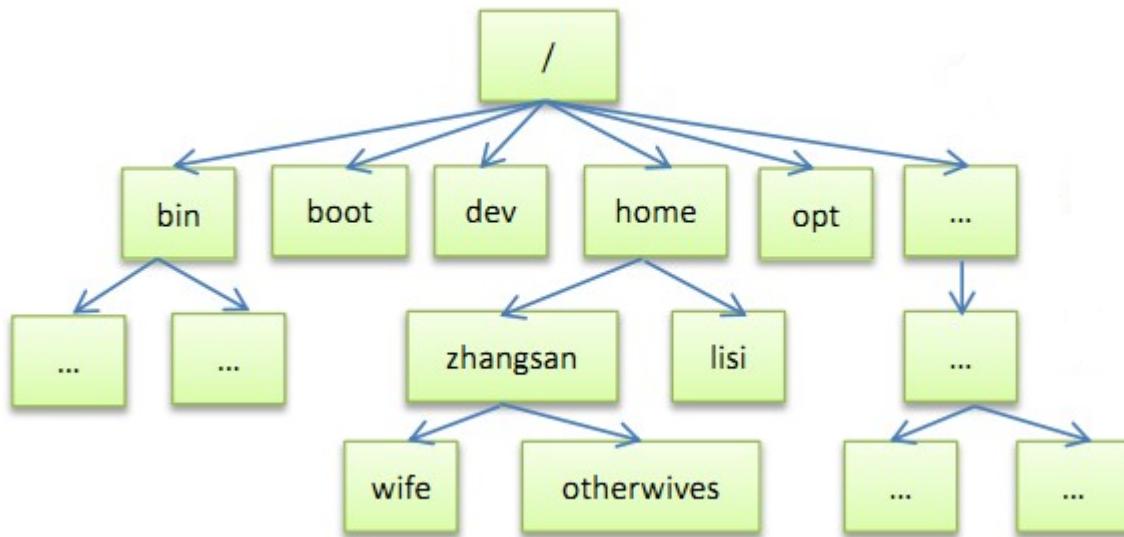 /
bin boot dev home opt ...
... ... zhangsan lisi ...
wife otherwives ... ...